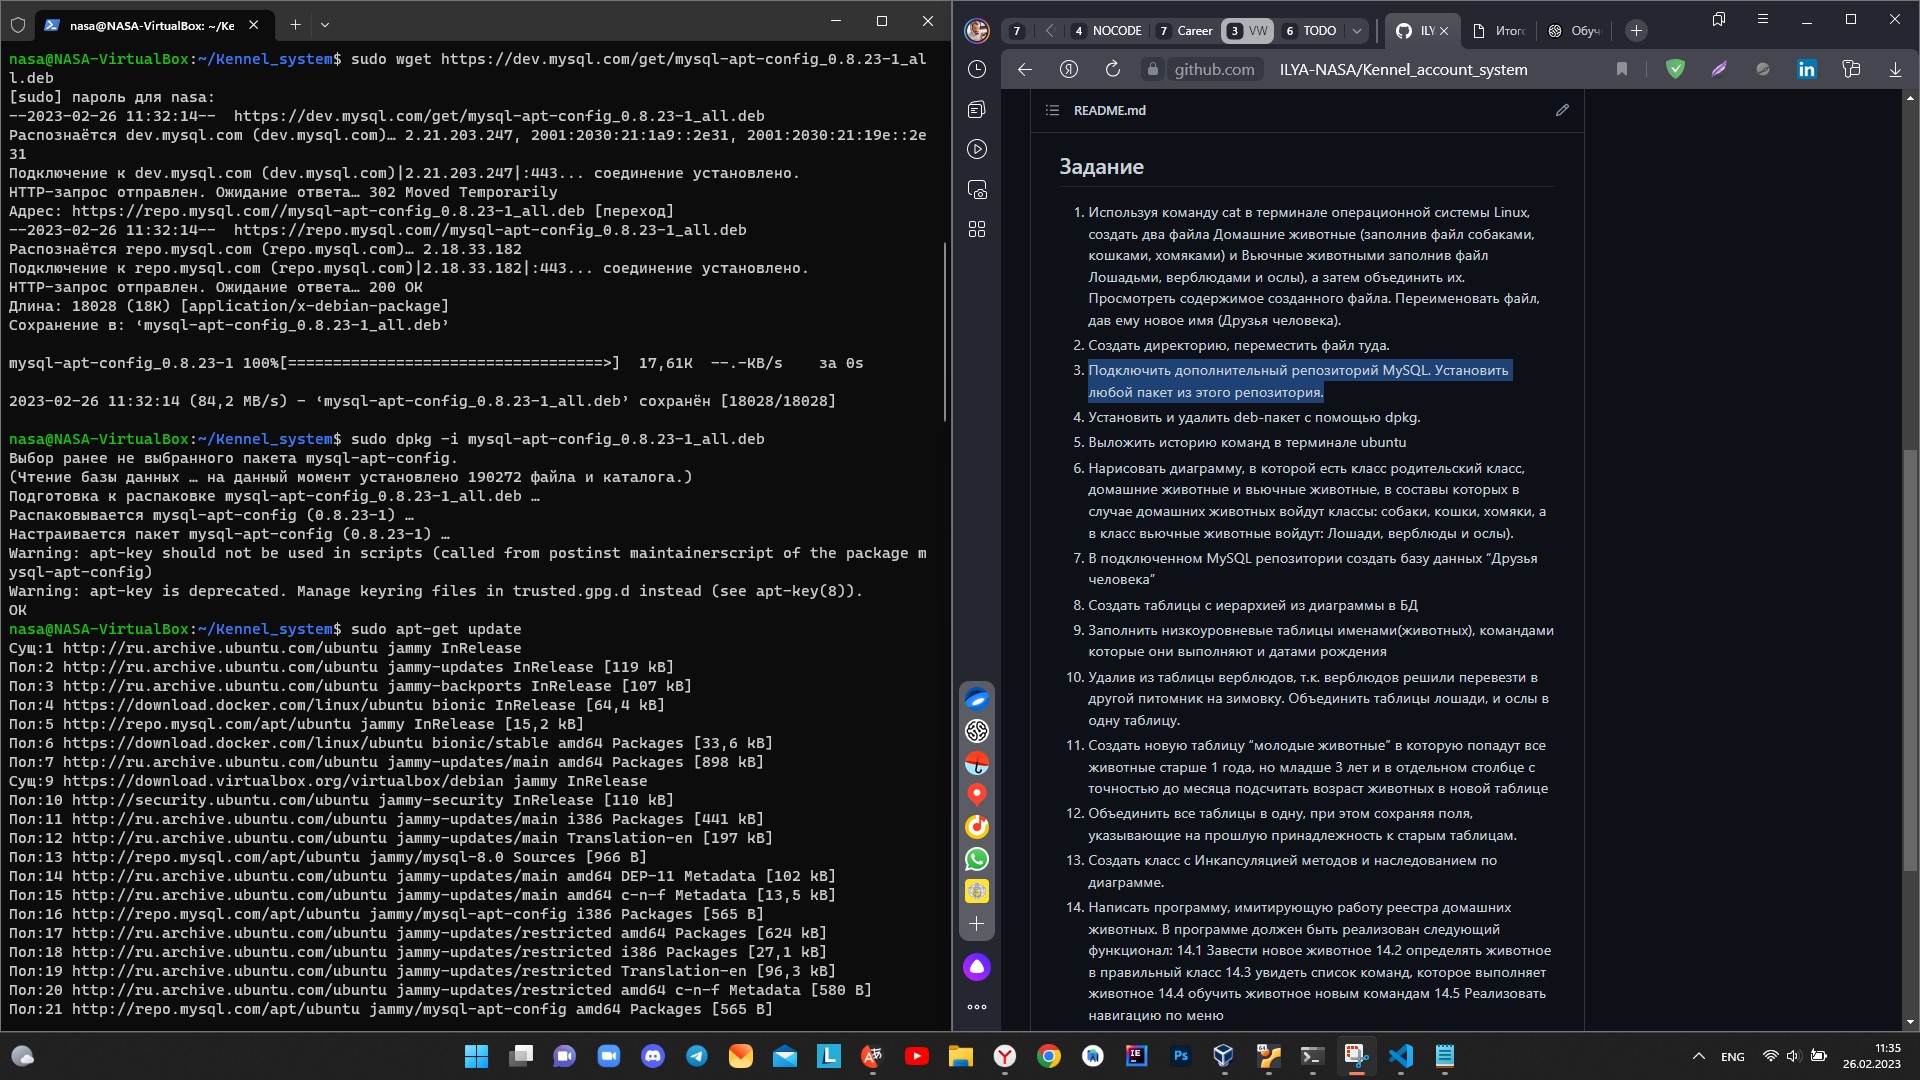 nasa@NASA-VirtualBox: ~/Ke
nasa@NASA-VirtualBox:~/Kennel_system$ sudo wget https://dev.mysql.com/get/mysql-apt-config_0.8.23-1_al
l.deb
[sudo] пароль для nasa:
--2023-02-26 11:32:14--  https://dev.mysql.com/get/mysql-apt-config_0.8.23-1_all.deb
Распознаётся dev.mysql.com (dev.mysql.com)… 2.21.203.247, 2001:2030:21:1a9::2e31, 2001:2030:21:19e::2e
31
Подключение к dev.mysql.com (dev.mysql.com)|2.21.203.247|:443... соединение установлено.
HTTP-запрос отправлен. Ожидание ответа… 302 Moved Temporarily
Адрес: https://repo.mysql.com//mysql-apt-config_0.8.23-1_all.deb [переход]
--2023-02-26 11:32:14--  https://repo.mysql.com//mysql-apt-config_0.8.23-1_all.deb
Распознаётся repo.mysql.com (repo.mysql.com)… 2.18.33.182
Подключение к repo.mysql.com (repo.mysql.com)|2.18.33.182|:443... соединение установлено.
HTTP-запрос отправлен. Ожидание ответа… 200 OK
Длина: 18028 (18K) [application/x-debian-package]
Сохранение в: ‘mysql-apt-config_0.8.23-1_all.deb’
mysql-apt-config_0.8.23-1 100%[===================================>]  17,61K  --.-KB/s    за 0s
2023-02-26 11:32:14 (84,2 MB/s) - ‘mysql-apt-config_0.8.23-1_all.deb’ сохранён [18028/18028]
nasa@NASA-VirtualBox:~/Kennel_system$ sudo dpkg -i mysql-apt-config_0.8.23-1_all.deb
Выбор ранее не выбранного пакета mysql-apt-config.
(Чтение базы данных … на данный момент установлено 190272 файла и каталога.)
Подготовка к распаковке mysql-apt-config_0.8.23-1_all.deb …
Распаковывается mysql-apt-config (0.8.23-1) …
Настраивается пакет mysql-apt-config (0.8.23-1) …
Warning: apt-key should not be used in scripts (called from postinst maintainerscript of the package m
ysql-apt-config)
Warning: apt-key is deprecated. Manage keyring files in trusted.gpg.d instead (see apt-key(8)).
OK
nasa@NASA-VirtualBox:~/Kennel_system$ sudo apt-get update
Сущ:1 http://ru.archive.ubuntu.com/ubuntu jammy InRelease
Пол:2 http://ru.archive.ubuntu.com/ubuntu jammy-updates InRelease [119 kB]
Пол:3 http://ru.archive.ubuntu.com/ubuntu jammy-backports InRelease [107 kB]
Пол:4 https://download.docker.com/linux/ubuntu bionic InRelease [64,4 kB]
Пол:5 http://repo.mysql.com/apt/ubuntu jammy InRelease [15,2 kB]
Пол:6 https://download.docker.com/linux/ubuntu bionic/stable amd64 Packages [33,6 kB]
Пол:7 http://ru.archive.ubuntu.com/ubuntu jammy-updates/main amd64 Packages [898 kB]
Сущ:9 https://download.virtualbox.org/virtualbox/debian jammy InRelease
Пол:10 http://security.ubuntu.com/ubuntu jammy-security InRelease [110 kB]
Пол:11 http://ru.archive.ubuntu.com/ubuntu jammy-updates/main i386 Packages [441 kB]
Пол:12 http://ru.archive.ubuntu.com/ubuntu jammy-updates/main Translation-en [197 kB]
Пол:13 http://repo.mysql.com/apt/ubuntu jammy/mysql-8.0 Sources [966 B]
Пол:14 http://ru.archive.ubuntu.com/ubuntu jammy-updates/main amd64 DEP-11 Metadata [102 kB]
Пол:15 http://ru.archive.ubuntu.com/ubuntu jammy-updates/main amd64 c-n-f Metadata [13,5 kB]
Пол:16 http://repo.mysql.com/apt/ubuntu jammy/mysql-apt-config i386 Packages [565 B]
Пол:17 http://ru.archive.ubuntu.com/ubuntu jammy-updates/restricted amd64 Packages [624 kB]
Пол:18 http://ru.archive.ubuntu.com/ubuntu jammy-updates/restricted i386 Packages [27,1 kB]
Пол:19 http://ru.archive.ubuntu.com/ubuntu jammy-updates/restricted Translation-en [96,3 kB]
Пол:20 http://ru.archive.ubuntu.com/ubuntu jammy-updates/restricted amd64 c-n-f Metadata [580 B]
Пол:21 http://repo.mysql.com/apt/ubuntu jammy/mysql-apt-config amd64 Packages [565 B]
7 4 NOCODE 7 Career 3 VW 6 TODO ILY Итог Обуч
github.com ILYA-NASA/Kennel_account_system
README.md
Задание
1. Используя команду cat в терминале операционной системы Linux,
создать два файла Домашние животные (заполнив файл собаками,
кошками, хомяками) и Вьючные животными заполнив файл
Лошадьми, верблюдами и ослы), а затем объединить их.
Просмотреть содержимое созданного файла. Переименовать файл,
дав ему новое имя (Друзья человека).
2. Создать директорию, переместить файл туда.
3. Подключить дополнительный репозиторий MySQL. Установить
любой пакет из этого репозитория.
4. Установить и удалить deb-пакет с помощью dpkg.
5. Выложить историю команд в терминале ubuntu
6. Нарисовать диаграмму, в которой есть класс родительский класс,
домашние животные и вьючные животные, в составы которых в
случае домашних животных войдут классы: собаки, кошки, хомяки, а
в класс вьючные животные войдут: Лошади, верблюды и ослы).
7. В подключенном MySQL репозитории создать базу данных “Друзья
человека”
8. Создать таблицы с иерархией из диаграммы в БД
9. Заполнить низкоуровневые таблицы именами(животных), командами
которые они выполняют и датами рождения
10. Удалив из таблицы верблюдов, т.к. верблюдов решили перевезти в
другой питомник на зимовку. Объединить таблицы лошади, и ослы в
одну таблицу.
11. Создать новую таблицу “молодые животные” в которую попадут все
животные старше 1 года, но младше 3 лет и в отдельном столбце с
точностью до месяца подсчитать возраст животных в новой таблице
12. Объединить все таблицы в одну, при этом сохраняя поля,
указывающие на прошлую принадлежность к старым таблицам.
13. Создать класс с Инкапсуляцией методов и наследованием по
диаграмме.
14. Написать программу, имитирующую работу реестра домашних
животных. В программе должен быть реализован следующий
функционал: 14.1 Завести новое животное 14.2 определять животное
в правильный класс 14.3 увидеть список команд, которое выполняет
животное 14.4 обучить животное новым командам 14.5 Реализовать
навигацию по меню
ENG
11:35
26.02.2023